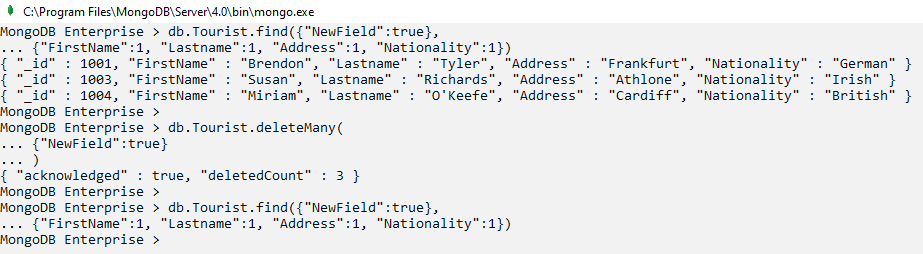 C:\Program Files\MongoDB\Server\4.0\bin\mongo.exe
MongoDB Enterprise > db.Tourist.find({"NewField":true},
... {"FirstName":1, "Lastname":1, "Address":1, "Nationality":1})
{ "_id" : 1001, "FirstName" : "Brendon", "Lastname" : "Tyler", "Address" : "Frankfurt", "Nationality" : "German" }
{ "_id" : 1003, "FirstName" : "Susan", "Lastname" : "Richards", "Address" : "Athlone", "Nationality" : "Irish" }
{ "_id" : 1004, "FirstName" : "Miriam", "Lastname" : "O'Keefe", "Address" : "Cardiff", "Nationality" : "British" }
MongoDB Enterprise >
MongoDB Enterprise > db.Tourist.deleteMany(
... {"NewField":true}
... )
{ "acknowledged" : true, "deletedCount" : 3 }
MongoDB Enterprise >
MongoDB Enterprise > db.Tourist.find({"NewField":true},
... {"FirstName":1, "Lastname":1, "Address":1, "Nationality":1})
MongoDB Enterprise >